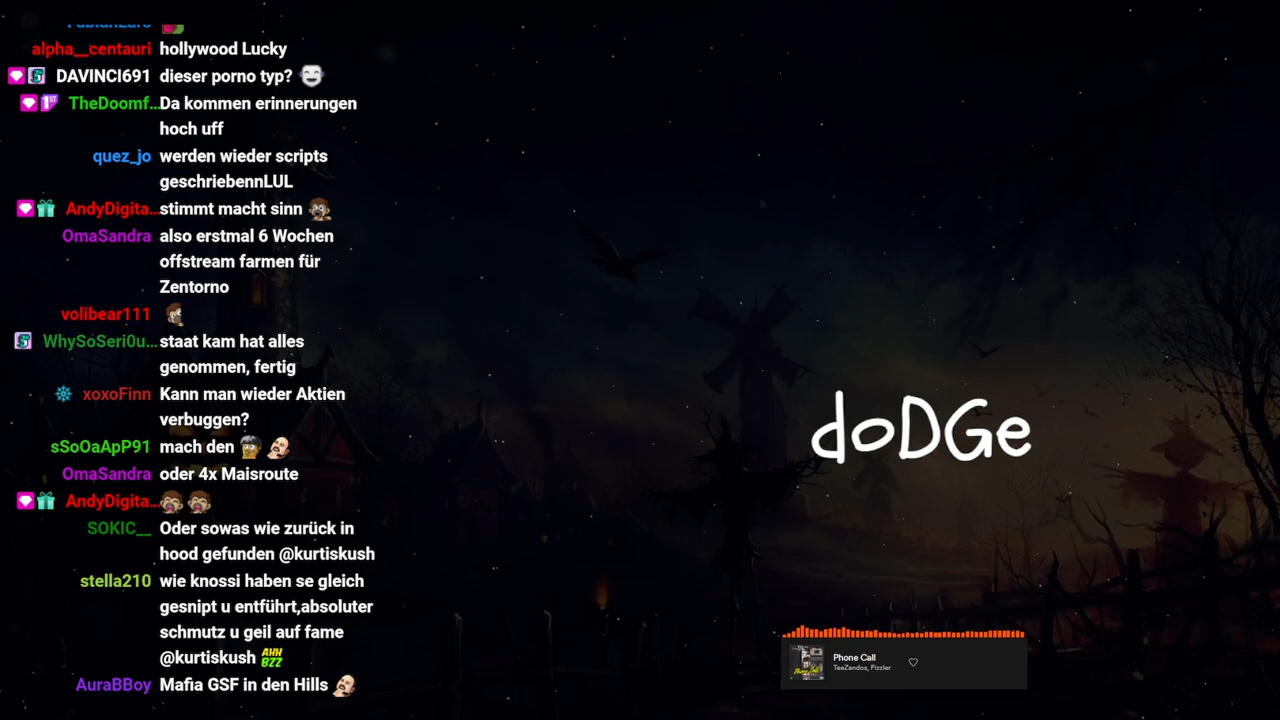 alpha__centauri hollywood Lucky
DAVINCI691 dieser porno typ?
TheDoomf… Da kommen erinnerungen
hoch uff
quez_jo werden wieder scripts
geschriebennLUL
AndyDigita… stimmt macht sinn
OmaSandra also erstmal 6 Wochen
offstream farmen für
Zentorno
volibear111
WhySoSeri0u… staat kam hat alles
genommen, fertig
xoxoFinn Kann man wieder Aktien
verbuggen?
sSoOaApP91 mach den
OmaSandra oder 4x Maisroute
AndyDigita…
SOKIC__ Oder sowas wie zurück in
hood gefunden @kurtiskush
stella210 wie knossi haben se gleich
gesnipt u entführt,absoluter
schmutz u geil auf fame
@kurtiskush AHH
BZZ
AuraBBoy Mafia GSF in den Hills
doDGe
Phone Call
TeeZandos, Fizzler